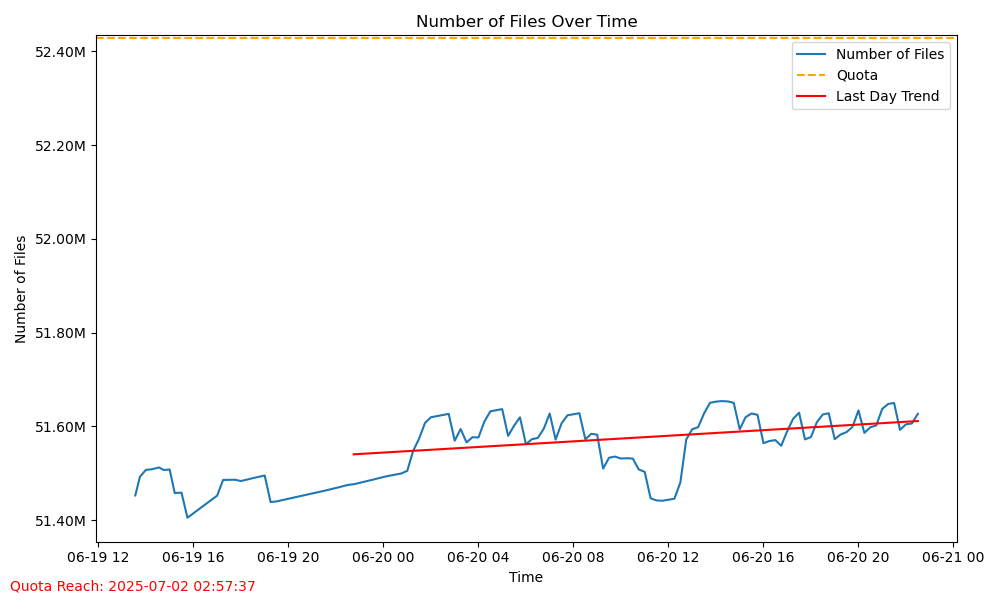 Number of Files Over Time
52.40M
52.20M
52.00M
51.80M
51.60M
51.40M
Number of Files
Number of Files
Quota
Last Day Trend
06-19 12
06-19 16
06-19 20
06-20 00
06-20 04
06-20 08
06-20 12
06-20 16
06-20 20
06-21 00
Time
Quota Reach: 2025-07-02 02:57:37